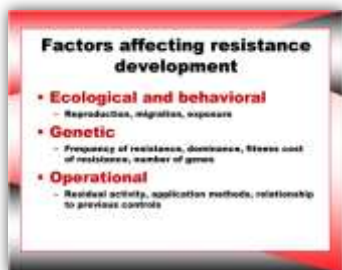 Factors affecting resistance
development
• Ecological and behavioral
– Reproduction, migration, exposure
• Genetic
– Frequency of resistance, dominance, fitness cost
of resistance, number of genes
• Operational
– Residual activity, application methods, relationship
to previous controls